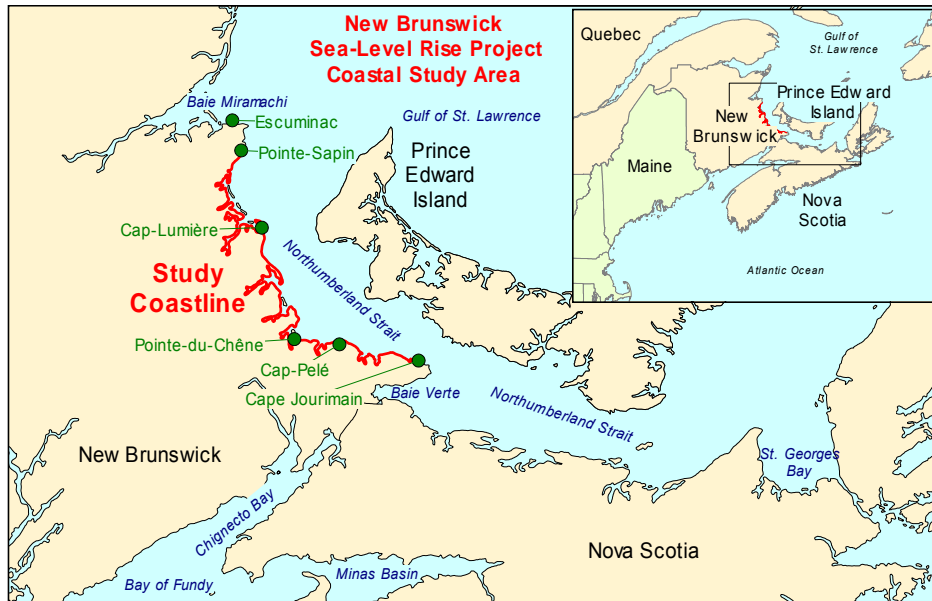 New Brunswick
Sea-Level Rise Project
Coastal Study Area
Baie Miramachi
Escuminac
Pointe-Sapin
Gulf of St. Lawrence
Prince
Edward
Island
Cap-Lumière
Northumberland Strait
Study
Coastline
Pointe-du-Chêne
Cap-Pelé
Cape Jourimain
Baie Verte
Northumberland Strait
New Brunswick
St. Georges
Bay
Chignecto Bay
Nova Scotia
Bay of Fundy
Minas Basin
Quebec
Gulf of
St. Lawrence
Prince Edward
Island
New
Brunswick
Maine
Nova
Scotia
Atlantic Ocean